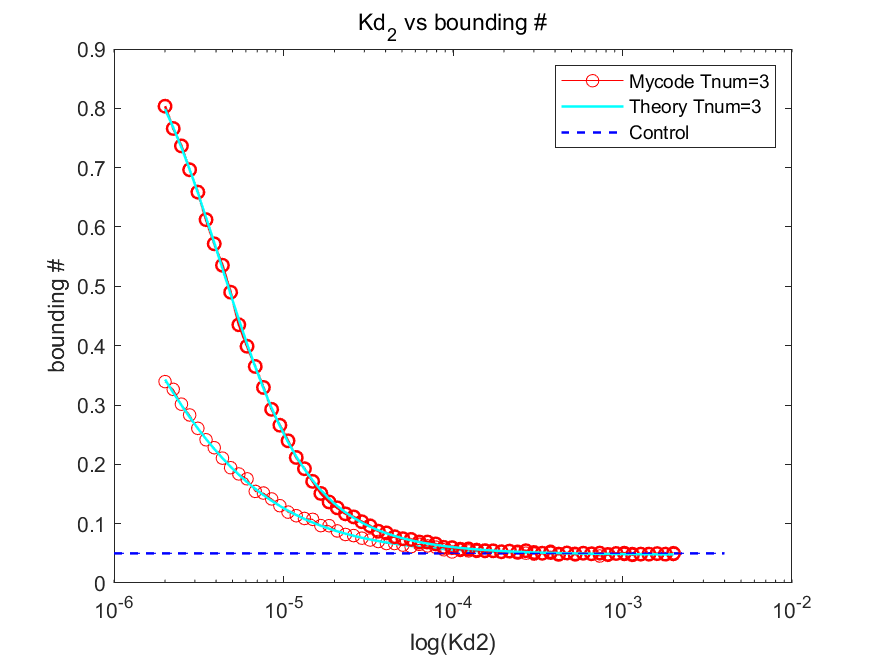 Kd2 vs bounding #
0.9
0.8
0.7
0.6
0.5
0.4
0.3
0.2
0.1
0
bounding #
Mycode Tnum=3
Theory Tnum=3
Control
10-6
10-5
10-4
10-3
10-2
log(Kd2)